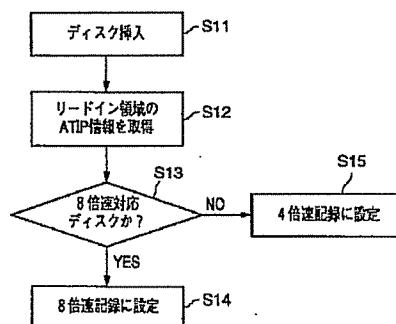 ディスク挿入
S11
リードイン領域の
ATIP情報を取得
S12
S13
8倍速対応
ディスクか?
NO
S15
4倍速記録に設定
YES
8倍速記録に設定
S14